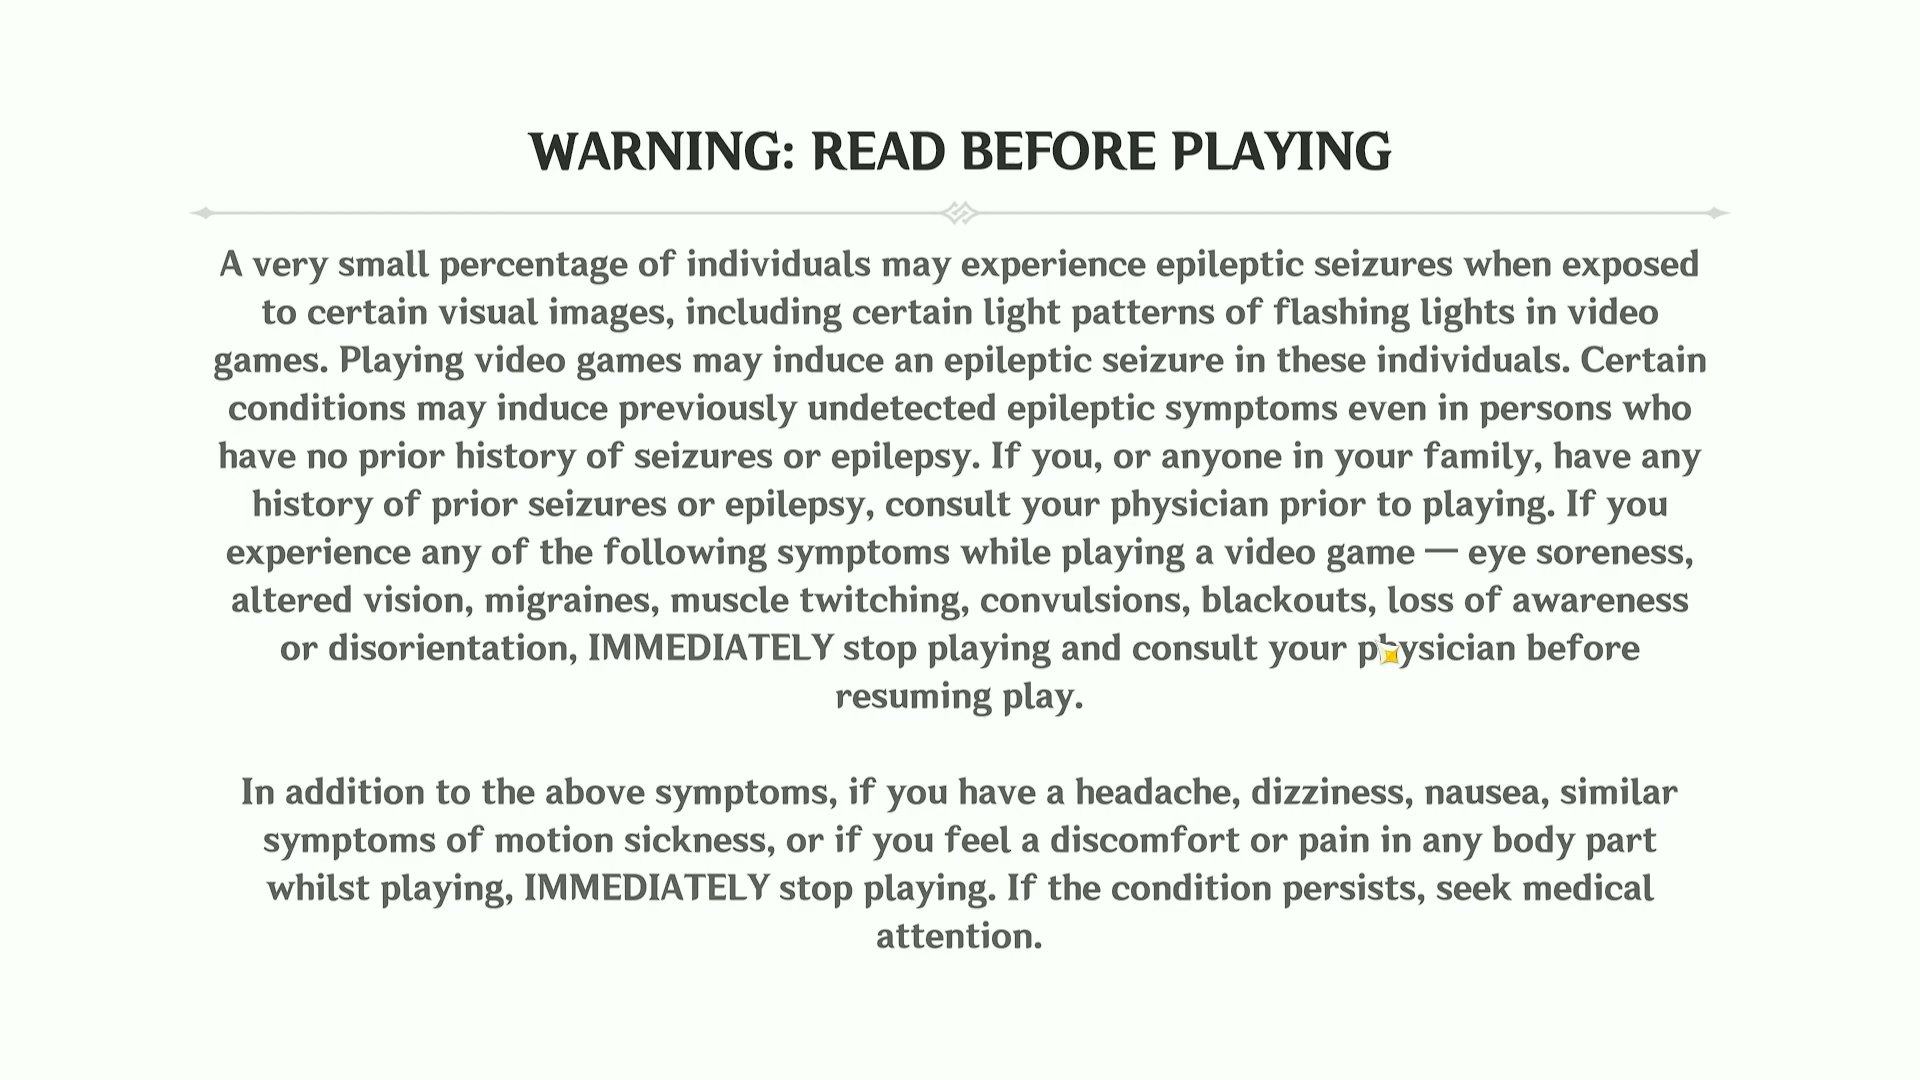 WARNING: READ BEFORE PLAYING
A very small percentage of individuals may experience epileptic seizures when exposed
to certain visual images, including certain light patterns of flashing lights in video
games. Playing video games may induce an epileptic seizure in these individuals. Certain
conditions may induce previously undetected epileptic symptoms even in persons who
have no prior history of seizures or epilepsy. If you, or anyone in your family, have any
history of prior seizures or epilepsy, consult your physician prior to playing. If you
experience any of the following symptoms while playing a video game — eye soreness,
altered vision, migraines, muscle twitching, convulsions, blackouts, loss of awareness
or disorientation, IMMEDIATELY stop playing and consult your physician before
resuming play.
In addition to the above symptoms, if you have a headache, dizziness, nausea, similar
symptoms of motion sickness, or if you feel a discomfort or pain in any body part
whilst playing, IMMEDIATELY stop playing. If the condition persists, seek medical
attention.